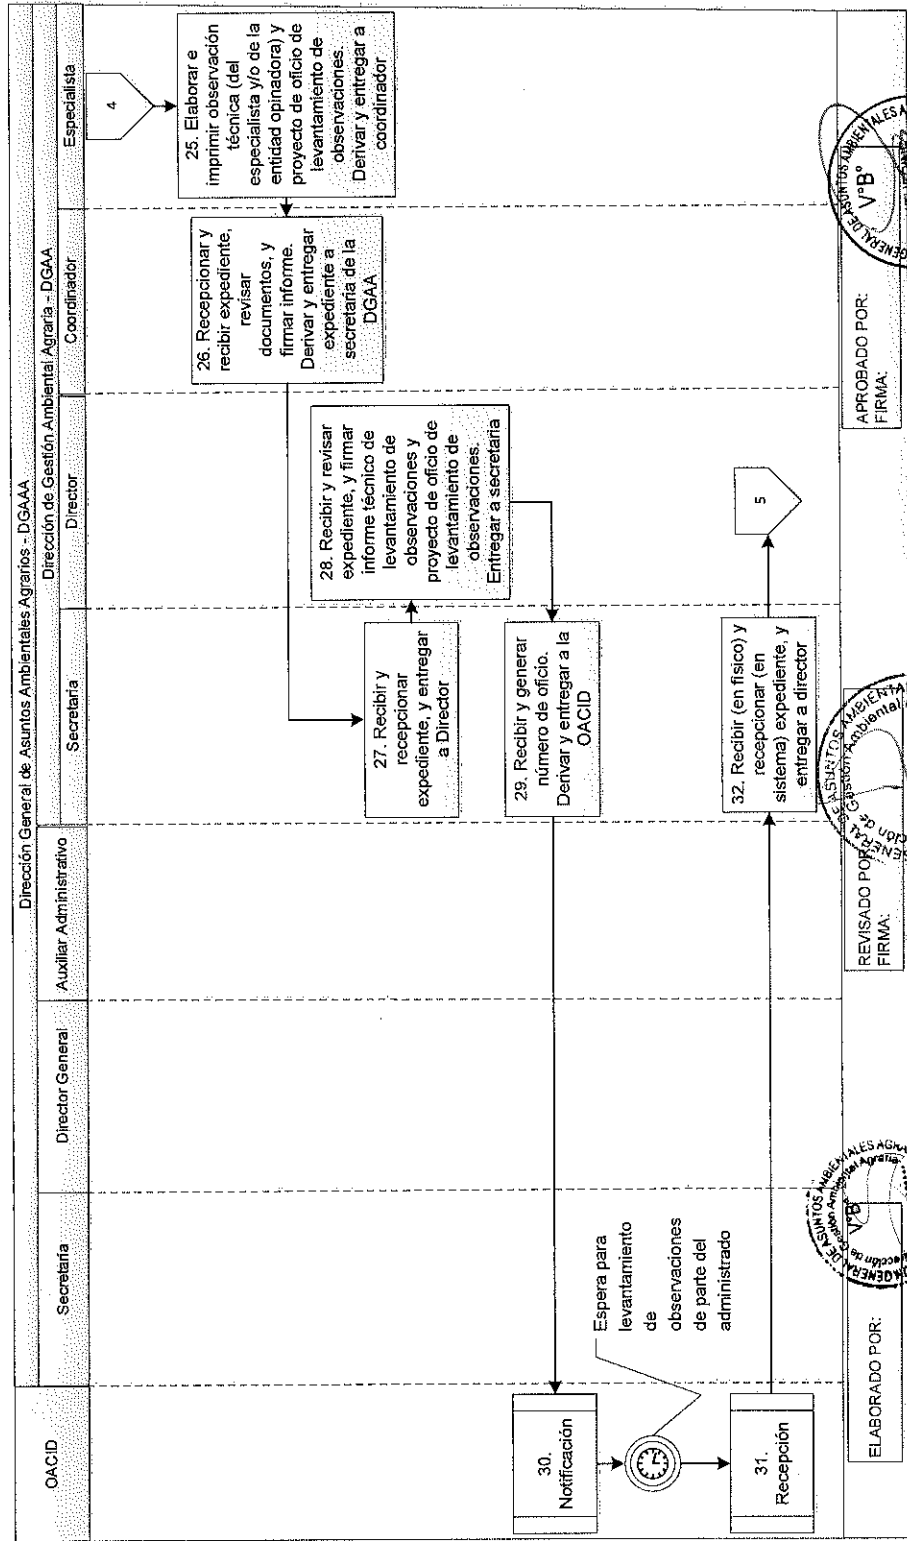 Dirección General de Asuntos Ambientales Agrarios - DGAAA
Dirección de Gestión Ambiental Agraria - DGAA
OACID
Secretaría
Director General
Auxiliar Administrativo
Secretaria
Director
Coordinador
Especialista
4
25. Elaborar e
imprimir observación
técnica (del
especialista y/o de la
entidad opinadora) y
proyecto de oficio de
levantamiento de
observaciones.
Derivar y entregar a
coordinador
26. Recepcionar y
recibir expediente,
revisar
documentos, y
firmar informe.
Derivar y entregar
expediente a
secretaria de la
DGAA
27. Recibir y
recepcionar
expediente, y entregar
a Director
28. Recibir y revisar
expediente, y firmar
informe técnico de
levantamiento de
observaciones y
proyecto de oficio de
levantamiento de
observaciones.
Entregar a secretaria
29. Recibir y generar
número de oficio.
Derivar y entregar a la
OACID
30.
Notificación
Espera para
levantamiento
de
observaciones
de parte del
administrado
31.
Recepción
32. Recibir (en físico) y
recepcionar (en
sistema) expediente, y
entregar a director
5
ELABORADO POR:
REVISADO POR:
FIRMA:
APROBADO POR:
FIRMA:
GENERAL DE ASUNTOS AMBIENTALES
V°B°